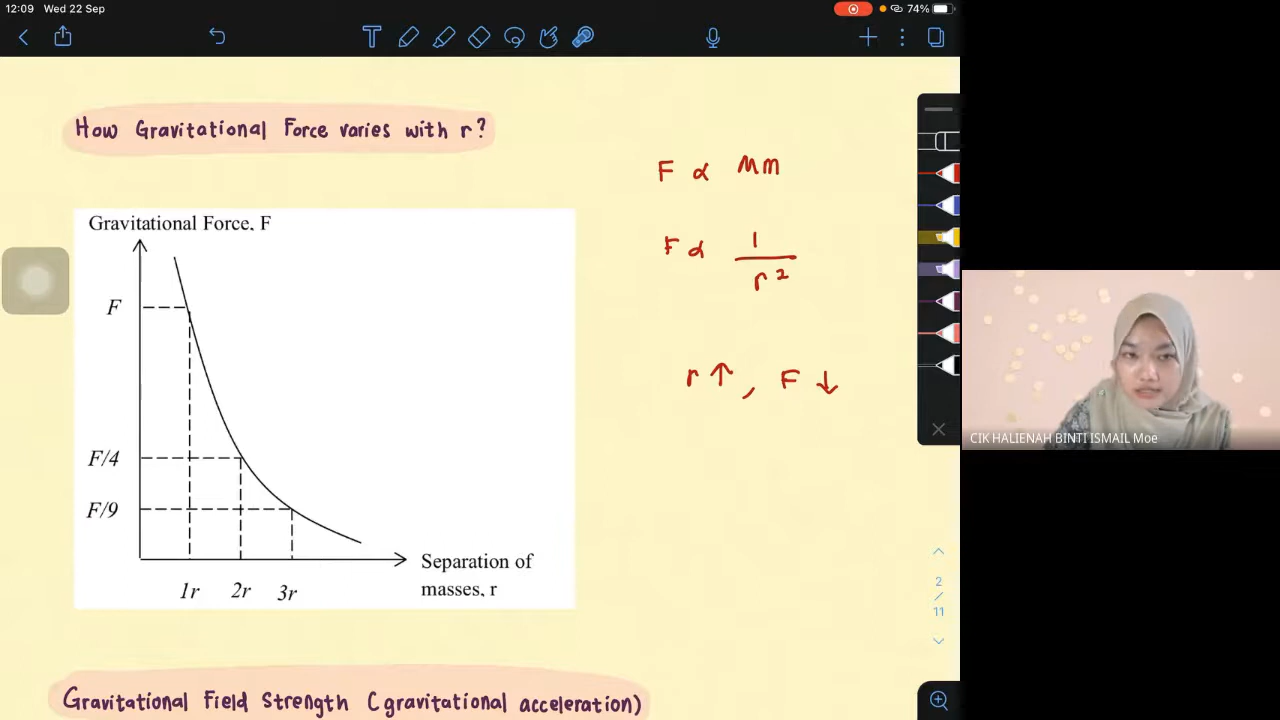 12:09 Wed 22 Sep
74%
How Gravitational Force varies with r?
F ∝ Mm
Gravitational Force, F
F ∝ 1/r²
F
r ↑, F ↓
F/4
F/9
Separation of
masses, r
1r 2r 3r
CIK HALIENAH BINTI ISMAIL Moe
2
/
11
Gravitational Field Strength (gravitational acceleration)